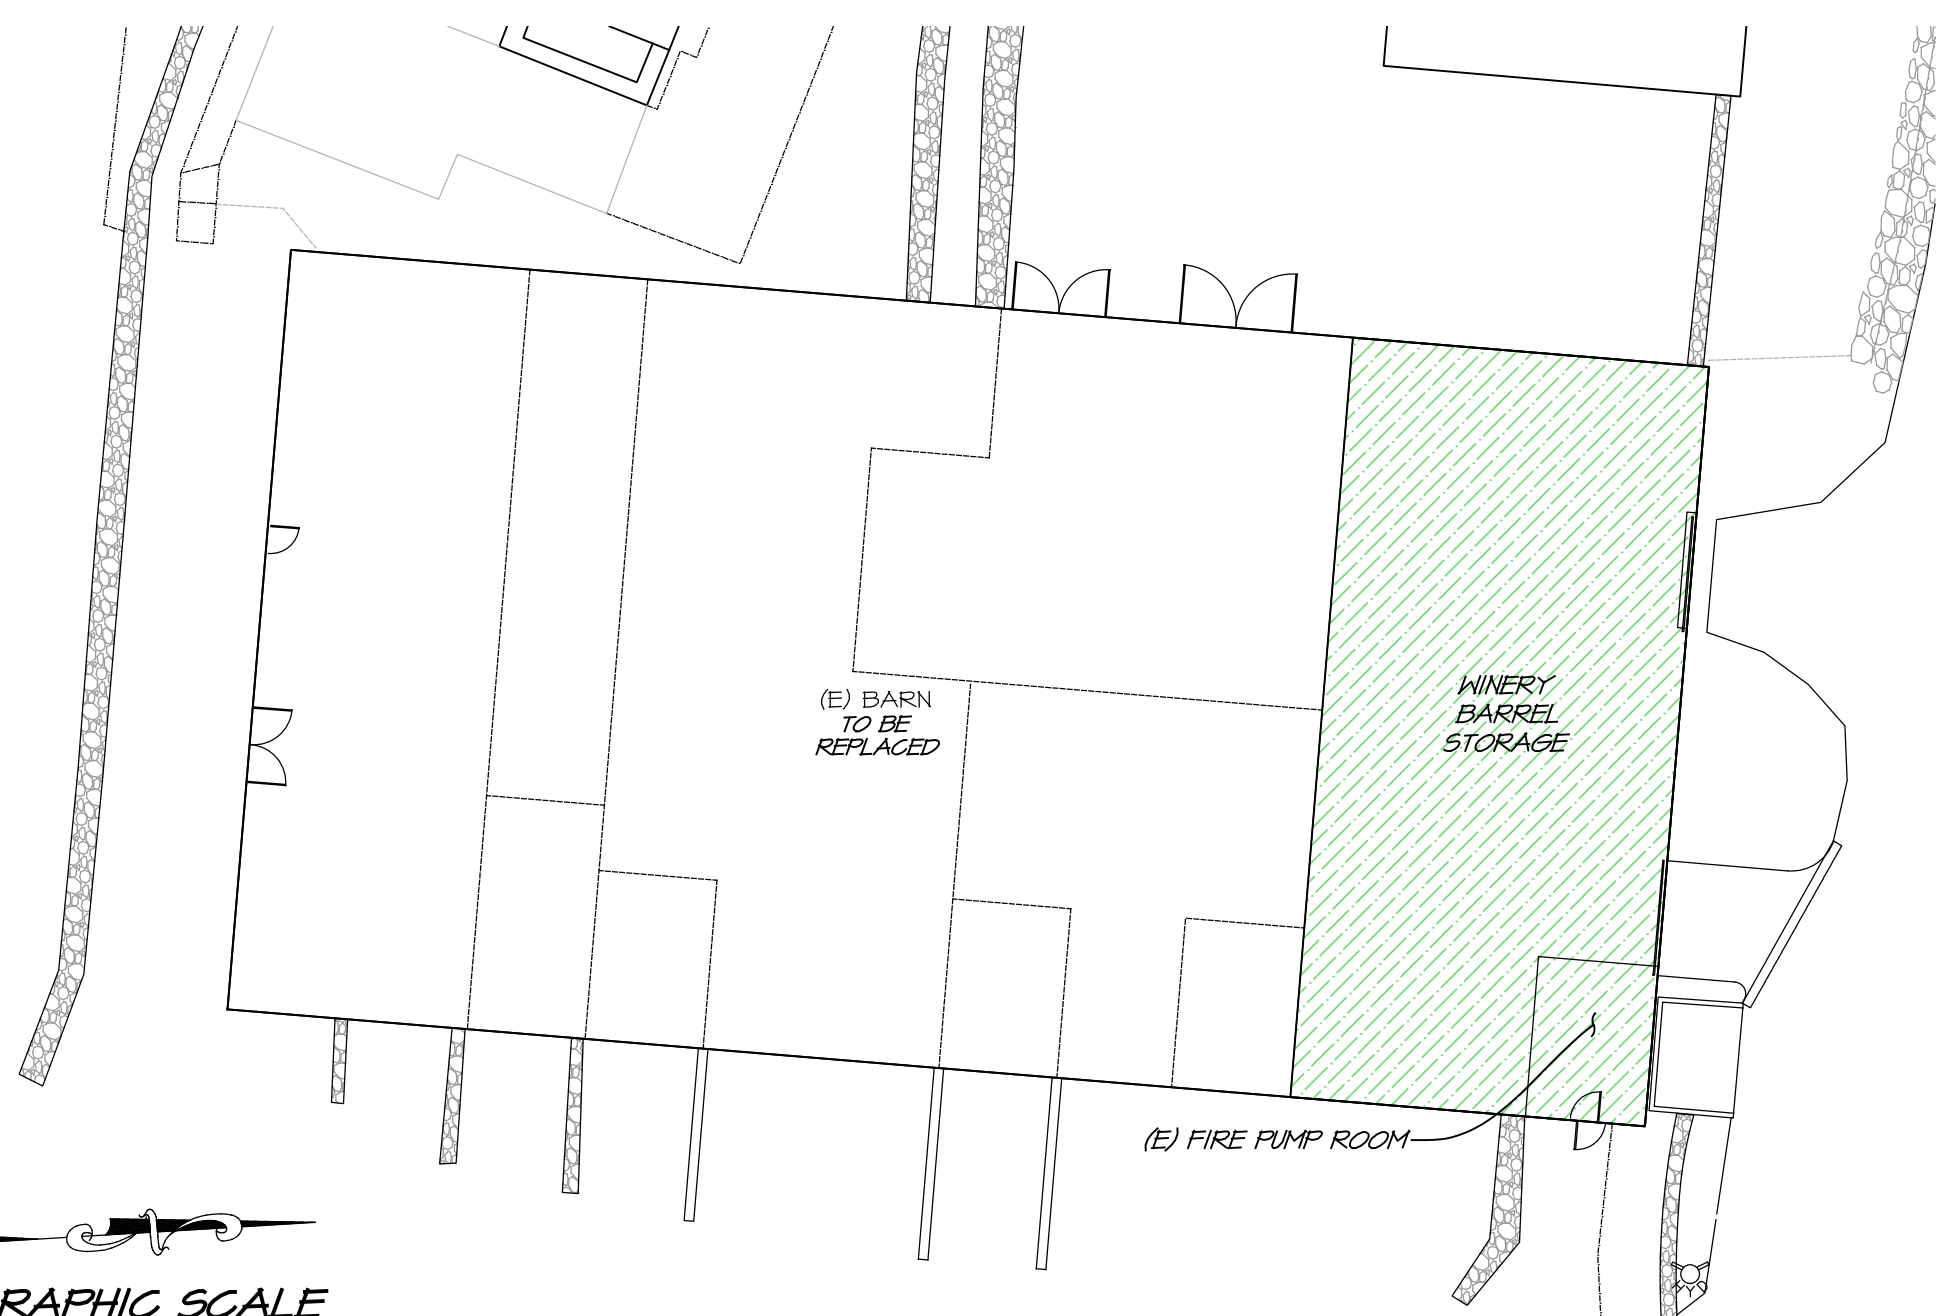 (E) BARN
TO BE
REPLACED
WINERY
BARREL
STORAGE
(E) FIRE PUMP ROOM
N
RAPHIC SCALE